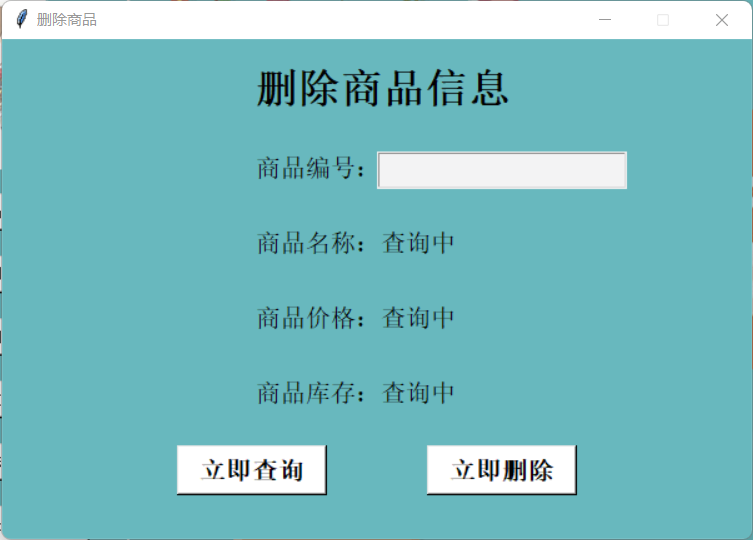 删除商品
删除商品信息
商品编号：
商品名称：查询中
商品价格：查询中
商品库存：查询中
立即查询 立即删除